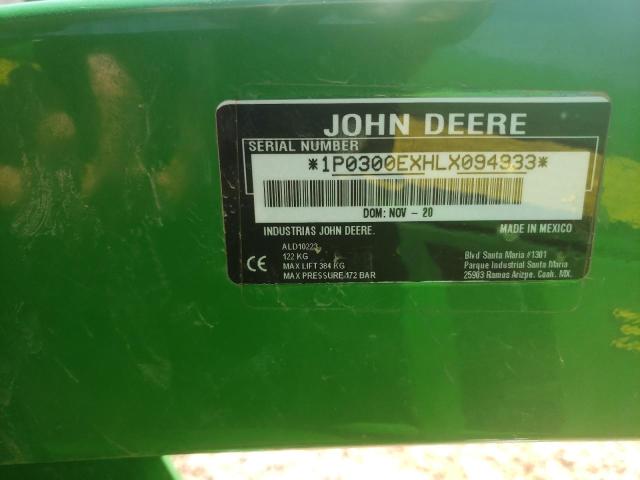 JOHN DEERE
SERIAL NUMBER
*1P0300EXHLX094933*
DOM: NOV - 20
INDUSTRIAS JOHN DEERE. MADE IN MEXICO
ALD10223
122 KG
MAX LIFT 384 KG
MAX PRESSURE 172 BAR
CE
Blvd Santa Maria #1301
Parque Industrial Santa Maria
25903 Ramos Arizpe. Coah. MX.